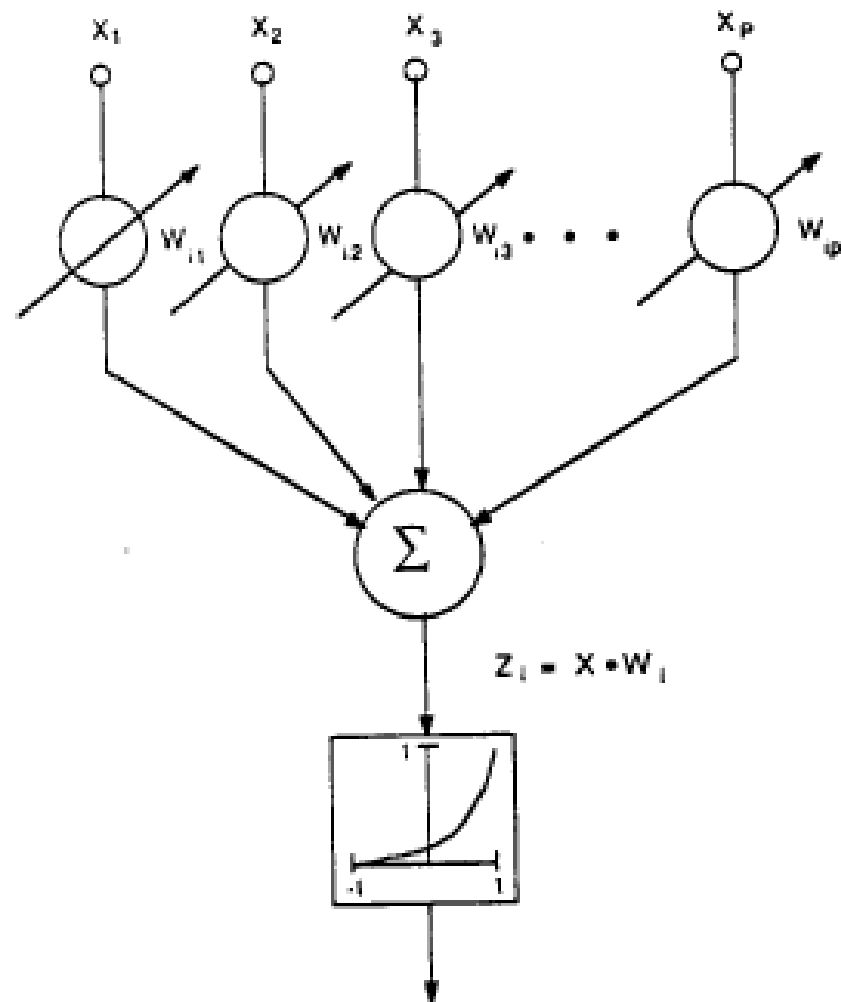 X₁ X₂ X₃ Xₚ
Wᵢ₁ Wᵢ₂ Wᵢ₃ • • • Wᵢₚ
Σ
Zᵢ = X • Wᵢ
1
-1 1